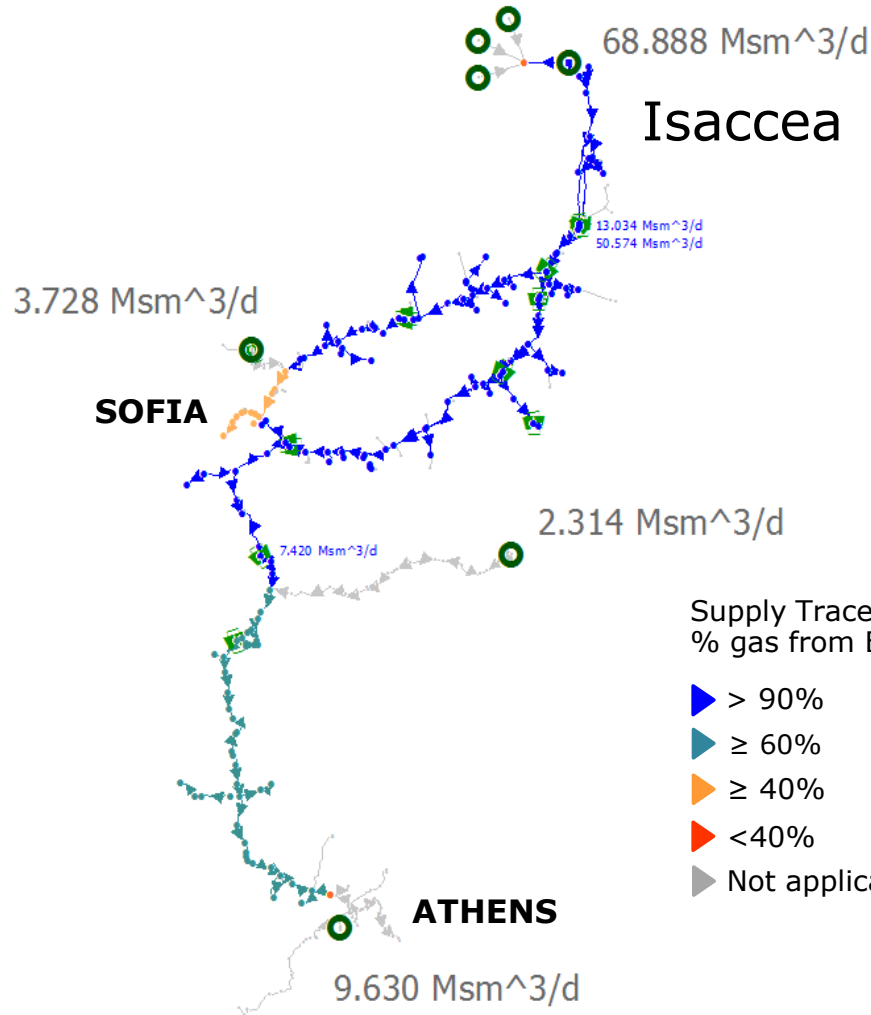 68.888 Msm^3/d
Isaccea
13.034 Msm^3/d
50.574 Msm^3/d
3.728 Msm^3/d
SOFIA
2.314 Msm^3/d
7.420 Msm^3/d
Supply Trace
% gas from
> 90%
≥ 60%
≥ 40%
<40%
Not applica
ATHENS
9.630 Msm^3/d